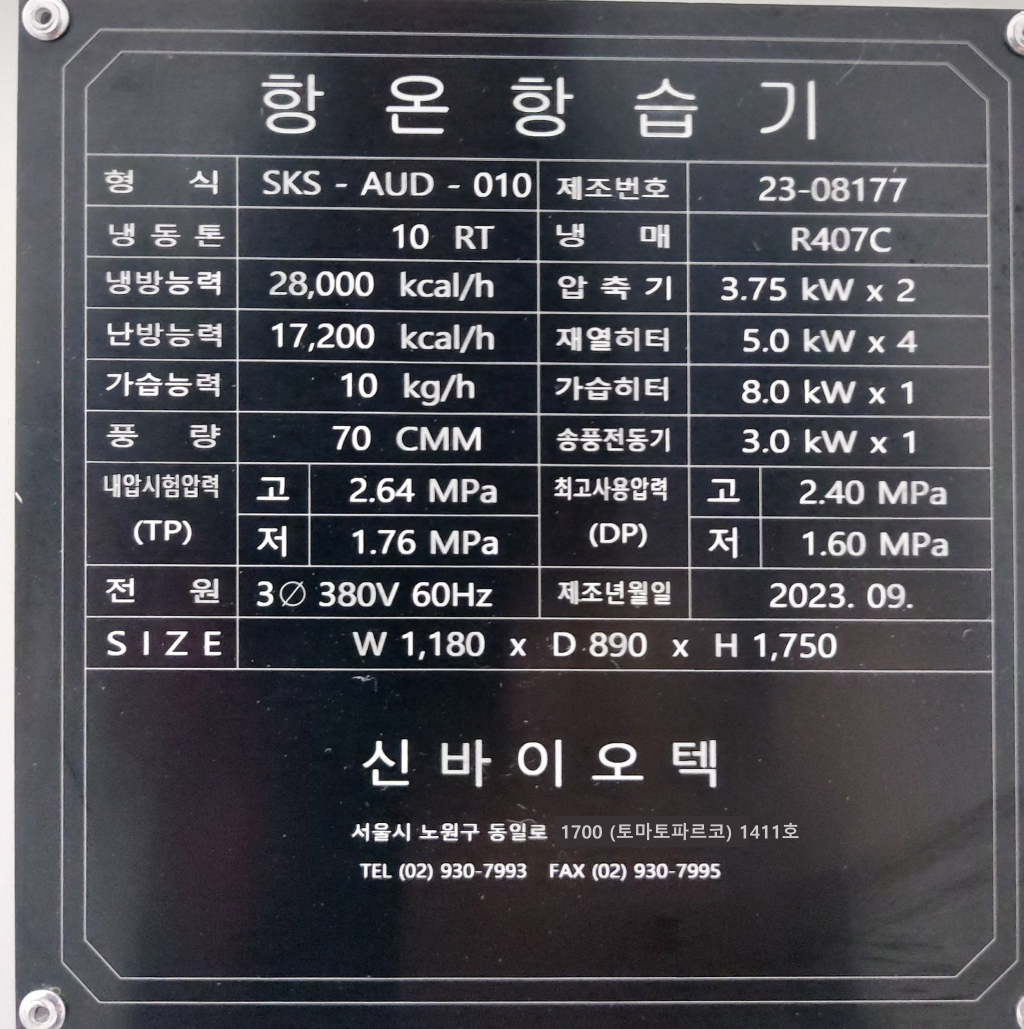 항온항습기
형식 SKS - AUD - 010 제조번호 23-08177
냉동톤 10 RT 냉매 R407C
냉방능력 28,000 kcal/h 압축기 3.75 kW x 2
난방능력 17,200 kcal/h 재열히터 5.0 kW x 4
가습능력 10 kg/h 가습히터 8.0 kW x 1
풍량 70 CMM 송풍전동기 3.0 kW x 1
내압시험압력 고 2.64 MPa 최고사용압력 고 2.40 MPa
(TP) 저 1.76 MPa (DP) 저 1.60 MPa
전원 3∅ 380V 60Hz 제조년월일 2023. 09.
SIZE W 1,180 x D 890 x H 1,750
신바이오텍
서울시 노원구 동일로 1700 (토마토파르코) 1411호
TEL (02) 930-7993 FAX (02) 930-7995